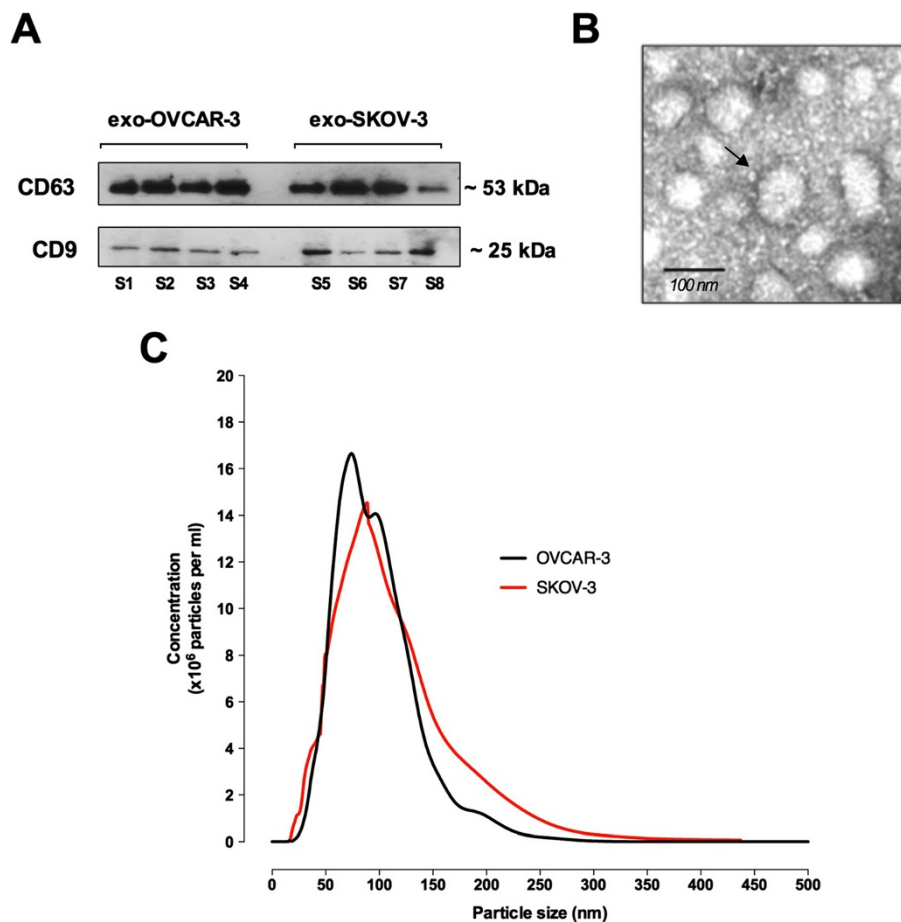 A
exo-OVCAR-3 exo-SKOV-3
CD63 ~ 53 kDa
CD9 ~ 25 kDa
S1 S2 S3 S4 S5 S6 S7 S8
B
100 nm
C
Concentration
(x10⁶ particles per ml)
20
18
16
14
12
10
8
6
4
2
0
OVCAR-3
SKOV-3
0 50 100 150 200 250 300 350 400 450 500
Particle size (nm)